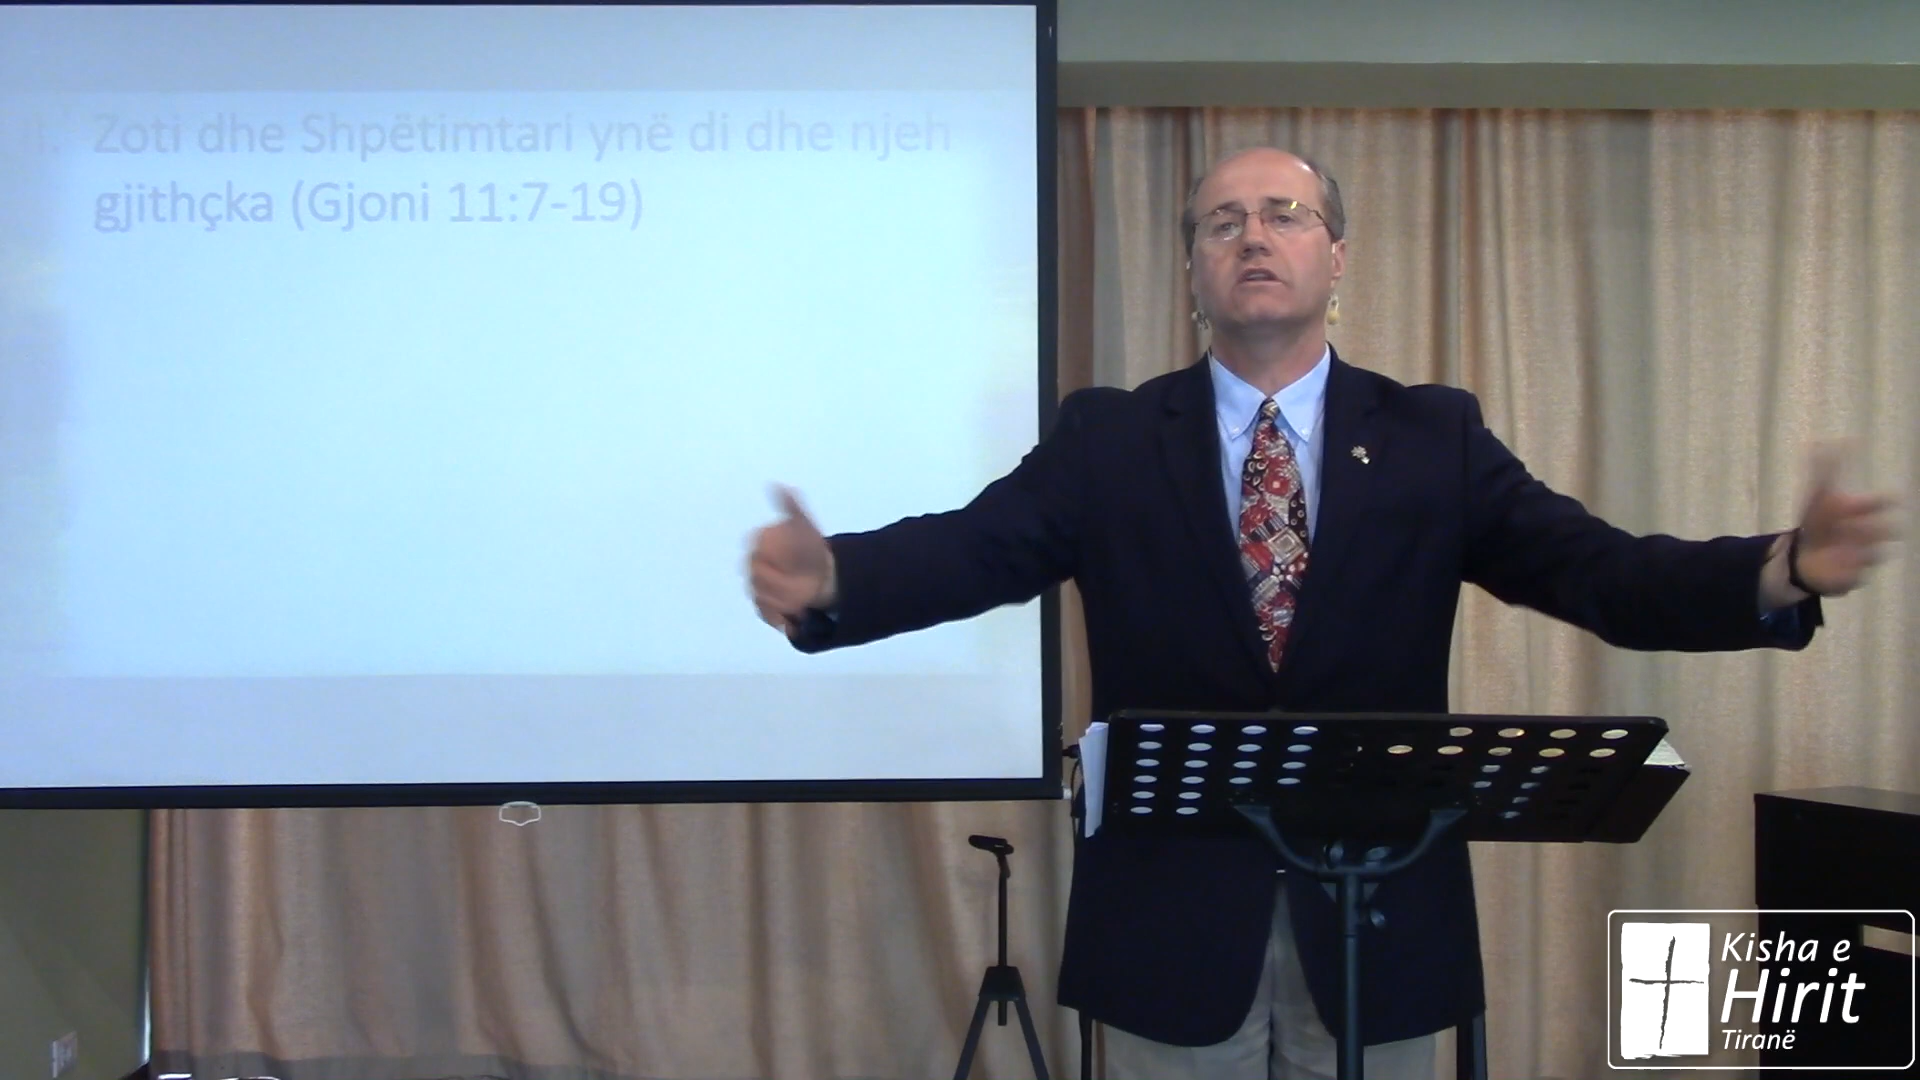 Zoti dhe Shpëtimtari ynë di dhe njeh
gjithçka (Gjoni 11:7-19)
Kisha e
Hirit
Tiranë